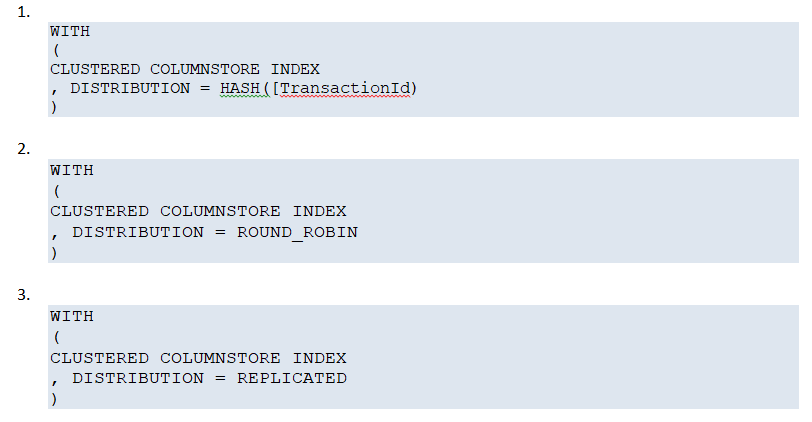 1.
WITH
(
CLUSTERED COLUMNSTORE INDEX
, DISTRIBUTION = HASH([TransactionId)
)
2.
WITH
(
CLUSTERED COLUMNSTORE INDEX
, DISTRIBUTION = ROUND_ROBIN
)
3.
WITH
(
CLUSTERED COLUMNSTORE INDEX
, DISTRIBUTION = REPLICATED
)